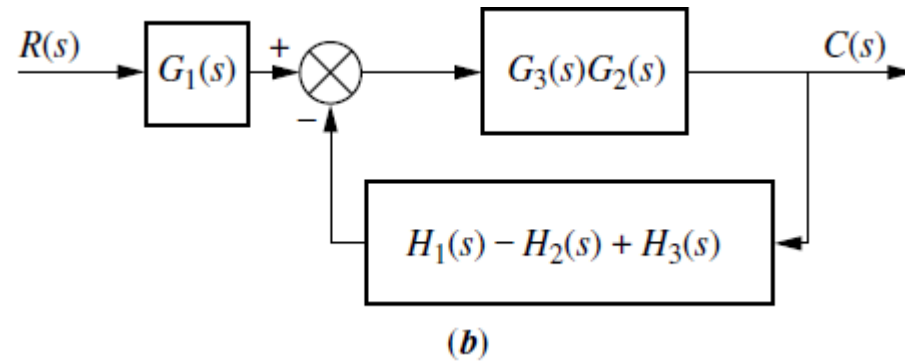 R(s)
G₁(s)
+
−
G₃(s)G₂(s)
C(s)
H₁(s) − H₂(s) + H₃(s)
(b)